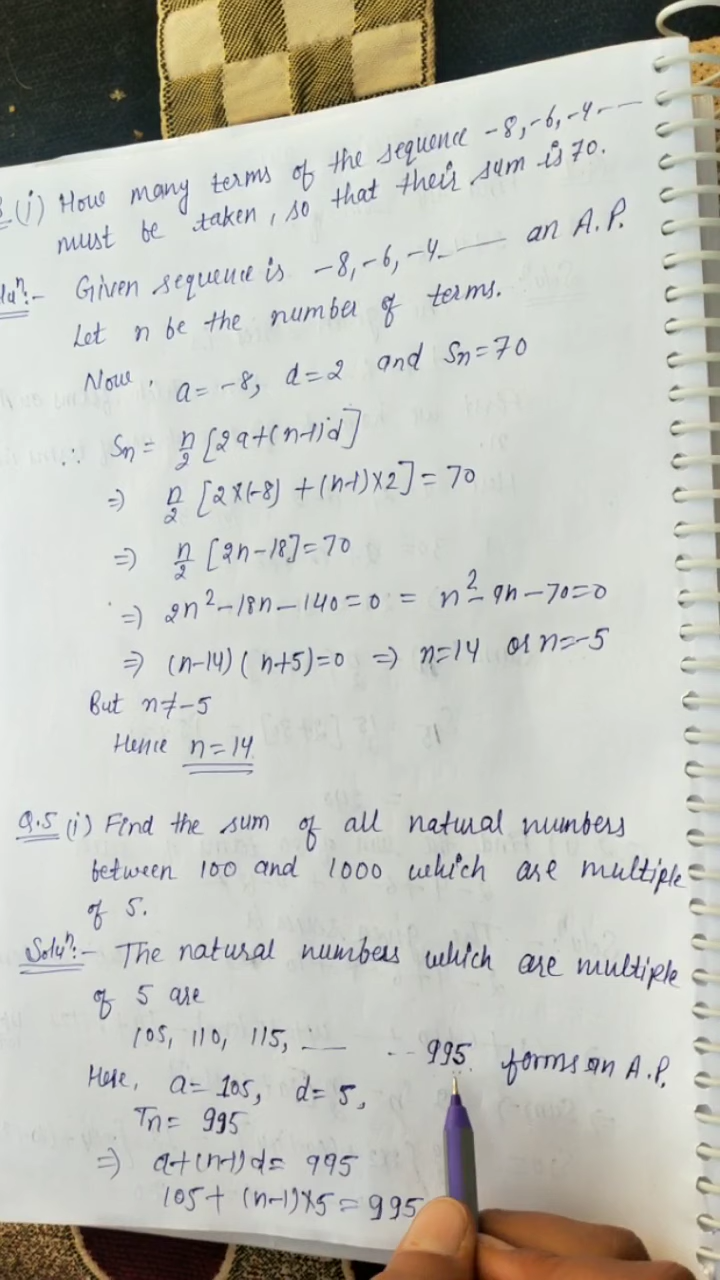 (i) How many terms of the sequence -8, -6, -4 ---
must be taken, so that their sum is 70.
Given sequence is -8, -6, -4 --- an A.P.
Let n be the number of terms.
Now, a = -8, d = 2 and Sn = 70
∴ Sn = n/2 [2a+(n-1)d]
⇒ n/2 [2×(-8) + (n-1)×2] = 70
⇒ n/2 [2n-18] = 70
⇒ 2n² - 18n - 140 = 0 = n² - 9n - 70 = 0
⇒ (n-14) (n+5) = 0 ⇒ n = 14 or n = -5
But n ≠ -5
Hence n = 14
Q.5 (i) Find the sum of all natural numbers
between 100 and 1000 which are multiple
of 5.
Soluⁿ:- The natural numbers which are multiple
of 5 are
105, 110, 115, --- -- 995. forms an A.P.
Here, a = 105, d = 5,
Tn = 995
⇒ a+(n-1)d = 995
105 + (n-1)×5 = 995